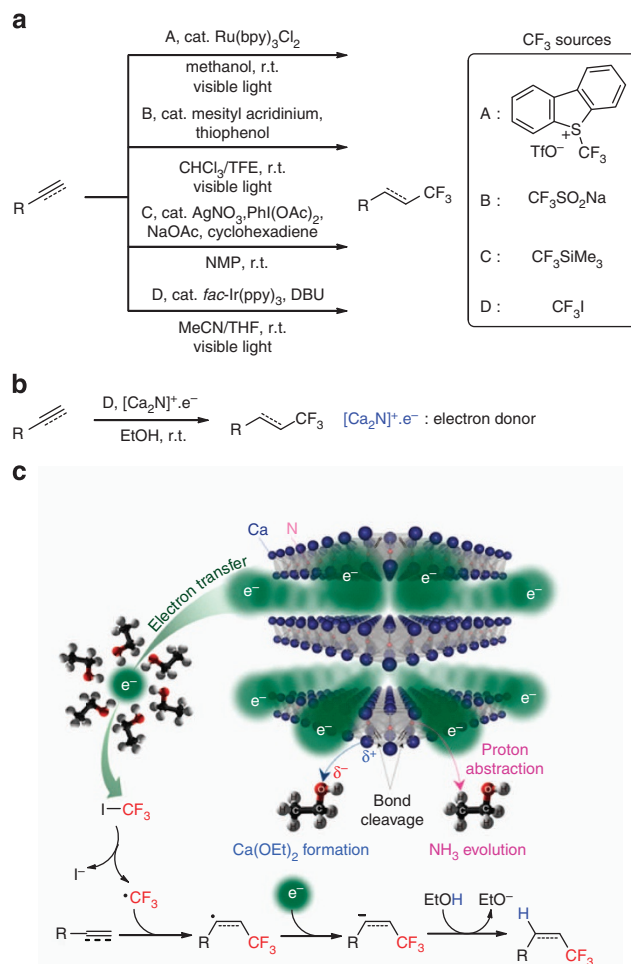 a
A, cat. Ru(bpy)3Cl2
methanol, r.t.
visible light
B, cat. mesityl acridinium,
thiophenol
CHCl3/TFE, r.t.
visible light
C, cat. AgNO3,PhI(OAc)2,
NaOAc, cyclohexadiene
NMP, r.t.
D, cat. fac-Ir(ppy)3, DBU
MeCN/THF, r.t.
visible light
R
R
CF3
CF3 sources
A :
S
+
TfO−
CF3
B :
CF3SO2Na
C :
CF3SiMe3
D :
CF3I
b
R
D, [Ca2N]+.e−
EtOH, r.t.
R
CF3
[Ca2N]+.e− : electron donor
c
Ca
N
Electron transfer
e−
e−
e−
e−
e−
e−
e−
e−
e−
δ+
δ−
Proton
abstraction
Bond
cleavage
C
C
O
H
C
C
O
H
Ca(OEt)2 formation
NH3 evolution
I
CF3
I−
•CF3
R
R
CF3
e−
R
CF3
EtOH
EtO−
H
R
CF3